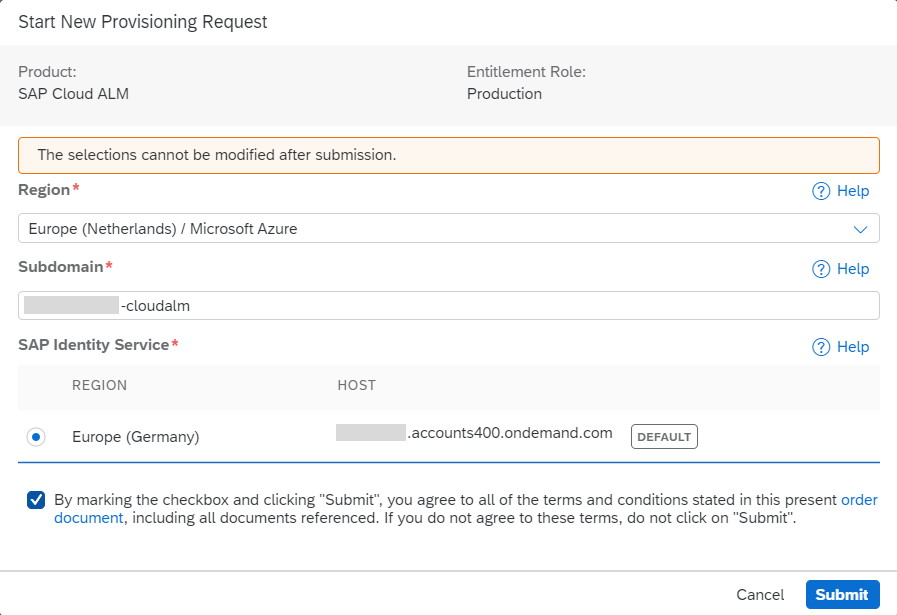 Start New Provisioning Request
Product:
SAP Cloud ALM
Entitlement Role:
Production
The selections cannot be modified after submission.
Region*
Help
Europe (Netherlands) / Microsoft Azure
Subdomain*
Help
-cloudalm
SAP Identity Service*
Help
REGION HOST
Europe (Germany) .accounts400.ondemand.com DEFAULT
By marking the checkbox and clicking "Submit", you agree to all of the terms and conditions stated in this present order
document, including all documents referenced. If you do not agree to these terms, do not click on "Submit".
Cancel Submit